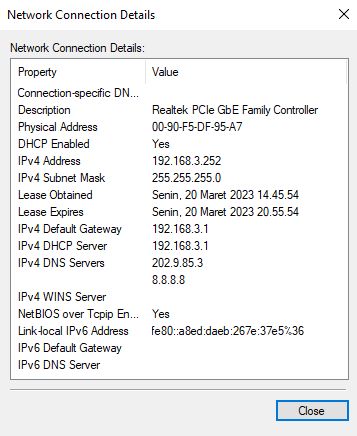 Network Connection Details
Network Connection Details:
Property Value
Connection-specific DN...
Description Realtek PCIe GbE Family Controller
Physical Address 00-90-F5-DF-95-A7
DHCP Enabled Yes
IPv4 Address 192.168.3.252
IPv4 Subnet Mask 255.255.255.0
Lease Obtained Senin, 20 Maret 2023 14.45.54
Lease Expires Senin, 20 Maret 2023 20.55.54
IPv4 Default Gateway 192.168.3.1
IPv4 DHCP Server 192.168.3.1
IPv4 DNS Servers 202.9.85.3
8.8.8.8
IPv4 WINS Server
NetBIOS over Tcpip En... Yes
Link-local IPv6 Address fe80::a8ed:daeb:267e:37e5%36
IPv6 Default Gateway
IPv6 DNS Server
Close